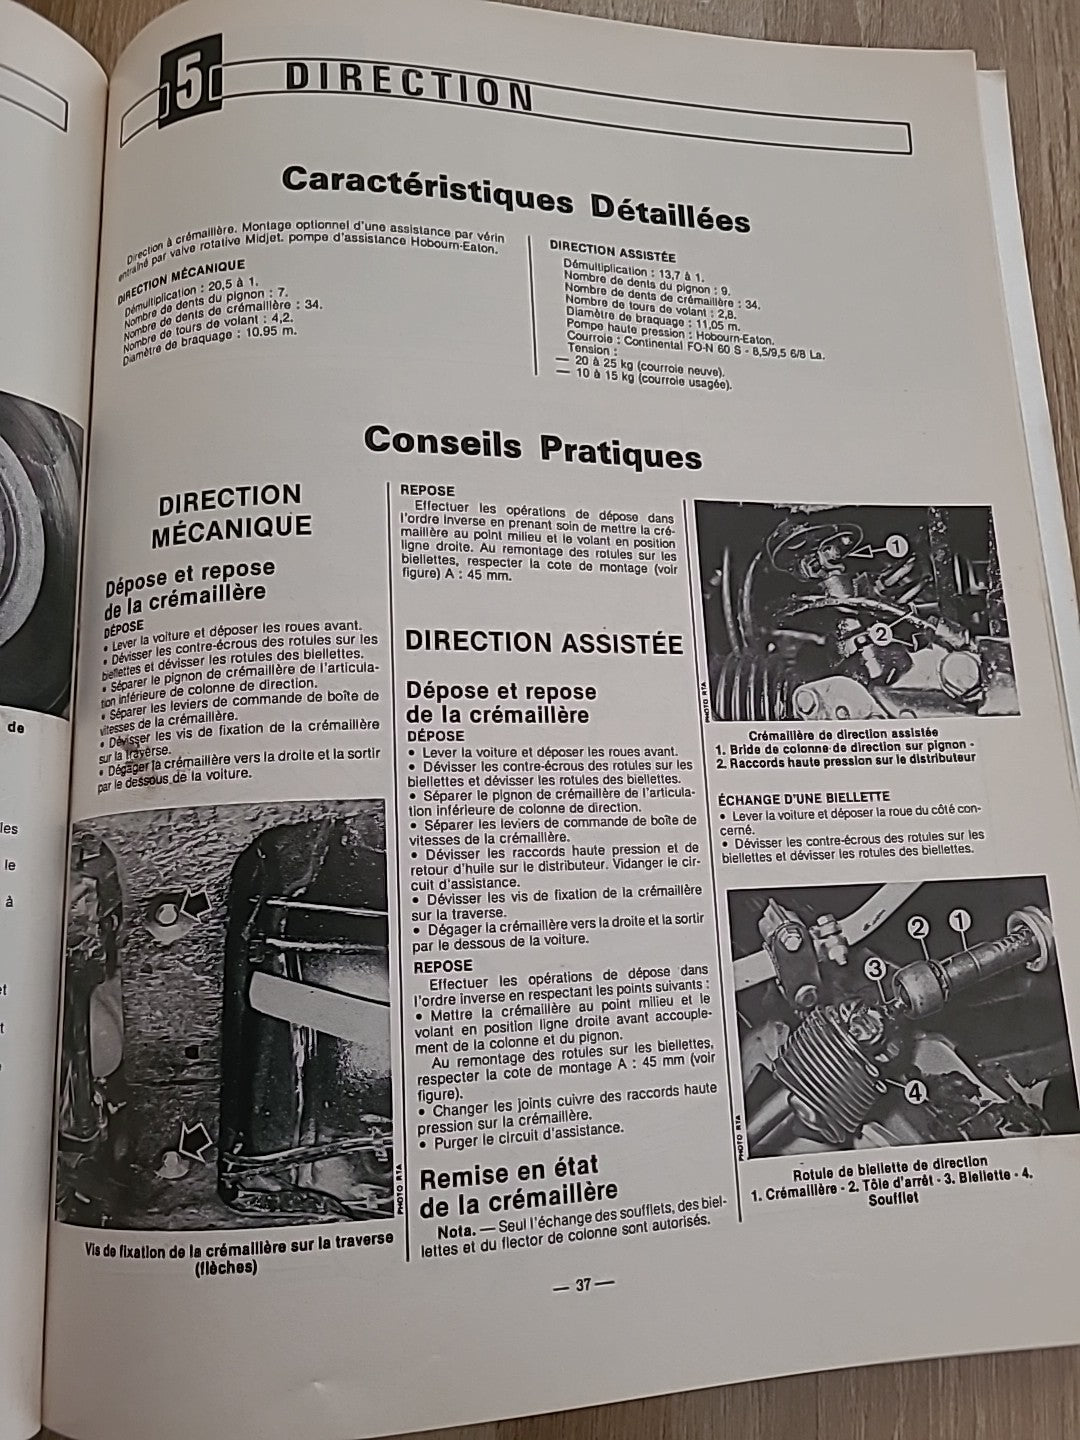 5 DIRECTION
Caractéristiques Détaillées
Direction à crémaillère. Montage optionnel d'une assistance par vérin
entraîné par valve rotative Midjet. pompe d'assistance Hobourn-Eaton.
DIRECTION MÉCANIQUE
Démultiplication : 20,5 à 1.
Nombre de dents du pignon : 7.
Nombre de dents de crémaillère : 34.
Nombre de tours de volant : 4,2.
Diamètre de braquage : 10.95 m.
DIRECTION ASSISTÉE
Démultiplication : 13,7 à 1.
Nombre de dents du pignon : 9.
Nombre de dents de crémaillère : 34.
Nombre de tours de volant : 2,8.
Diamètre de braquage : 11,05 m.
Pompe haute pression : Hobourn-Eaton.
Courroie : Continental FO-N 60 S - 8,5/9,5 6/8 La.
Tension :
— 20 à 25 kg (courroie neuve).
— 10 à 15 kg (courroie usagée).
Conseils Pratiques
DIRECTION
MÉCANIQUE
Dépose et repose
de la crémaillère
DÉPOSE
• Lever la voiture et déposer les roues avant.
• Dévisser les contre-écrous des rotules sur les
biellettes et dévisser les rotules des biellettes.
• Séparer le pignon de crémaillère de l'articula-
tion inférieure de colonne de direction.
• Séparer les leviers de commande de boîte de
vitesses de la crémaillère.
• Dévisser les vis de fixation de la crémaillère
sur la traverse.
• Dégager la crémaillère vers la droite et la sortir
par le dessous de la voiture.
PHOTO RTA
Vis de fixation de la crémaillère sur la traverse
(flèches)
REPOSE
Effectuer les opérations de dépose dans
l'ordre inverse en prenant soin de mettre la cré-
maillère au point milieu et le volant en position
ligne droite. Au remontage des rotules sur les
biellettes, respecter la cote de montage (voir
figure) A : 45 mm.
DIRECTION ASSISTÉE
Dépose et repose
de la crémaillère
DÉPOSE
• Lever la voiture et déposer les roues avant.
• Dévisser les contre-écrous des rotules sur les
biellettes et dévisser les rotules des biellettes.
• Séparer le pignon de crémaillère de l'articula-
tion inférieure de colonne de direction.
• Séparer les leviers de commande de boîte de
vitesses de la crémaillère.
• Dévisser les raccords haute pression et de
retour d'huile sur le distributeur. Vidanger le cir-
cuit d'assistance.
• Dévisser les vis de fixation de la crémaillère
sur la traverse.
• Dégager la crémaillère vers la droite et la sortir
par le dessous de la voiture.
REPOSE
Effectuer les opérations de dépose dans
l'ordre inverse en respectant les points suivants :
• Mettre la crémaillère au point milieu et le
volant en position ligne droite avant accouple-
ment de la colonne et du pignon.
Au remontage des rotules sur les biellettes,
respecter la cote de montage A : 45 mm (voir
figure).
• Changer les joints cuivre des raccords haute
pression sur la crémaillère.
• Purger le circuit d'assistance.
Remise en état
de la crémaillère
Nota. — Seul l'échange des soufflets, des biel-
lettes et du flector de colonne sont autorisés.
1
2
PHOTO RTA
Crémaillère de direction assistée
1. Bride de colonne de direction sur pignon -
2. Raccords haute pression sur le distributeur
ÉCHANGE D'UNE BIELLETTE
• Lever la voiture et déposer la roue du côté con-
cerné.
• Dévisser les contre-écrous des rotules sur les
biellettes et dévisser les rotules des biellettes.
2 1
3
4
PHOTO RTA
Rotule de biellette de direction
1. Crémaillère - 2. Tôle d'arrêt - 3. Biellette - 4.
Soufflet
— 37 —
de
les
le
à
et
t